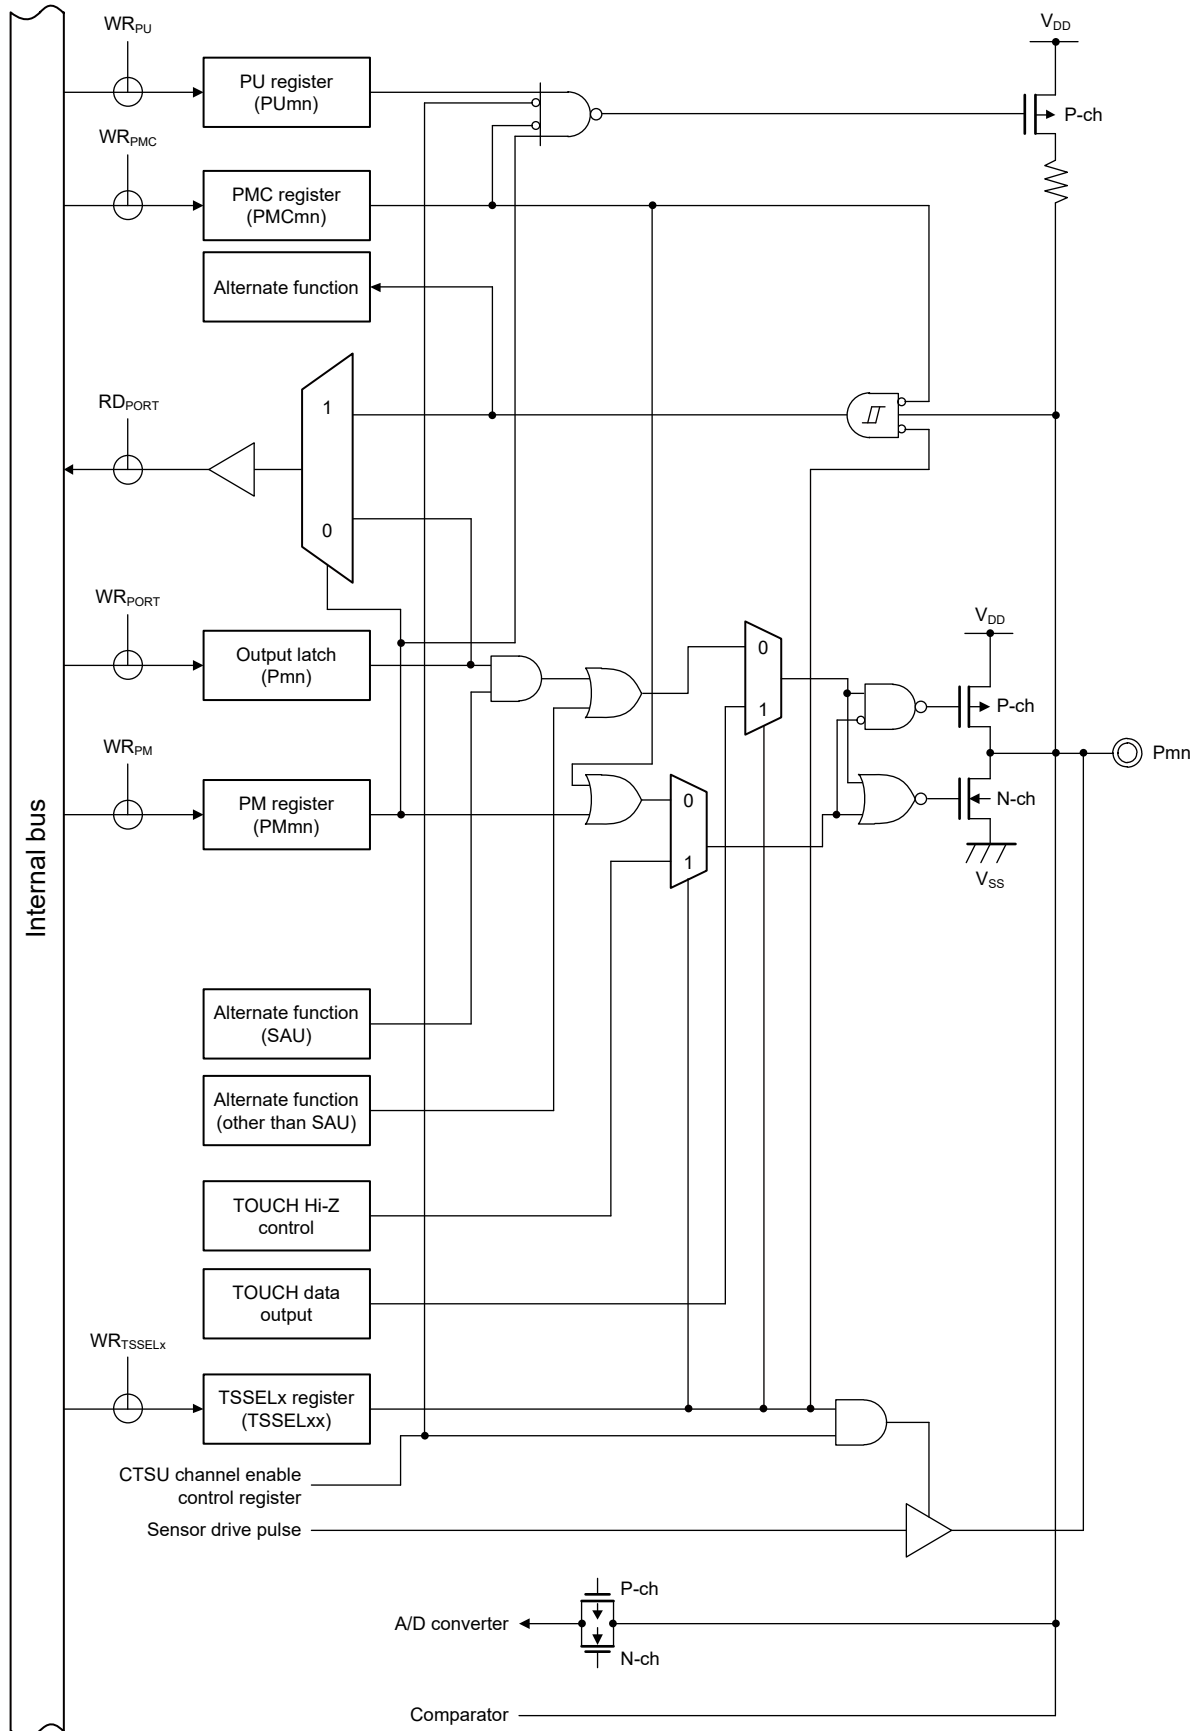 WRPU
VDD
PU register
(PUmn)
P-ch
WRPMC
PMC register
(PMCmn)
Alternate function
RDPORT
1
0
WRPORT
Output latch
(Pmn)
0
1
VDD
P-ch
Pmn
WRPM
PM register
(PMmn)
0
1
N-ch
VSS
Internal bus
Alternate function
(SAU)
Alternate function
(other than SAU)
TOUCH Hi-Z
control
TOUCH data
output
WRTSSELx
TSSELx register
(TSSELxx)
CTSU channel enable
control register
Sensor drive pulse
P-ch
A/D converter
N-ch
Comparator